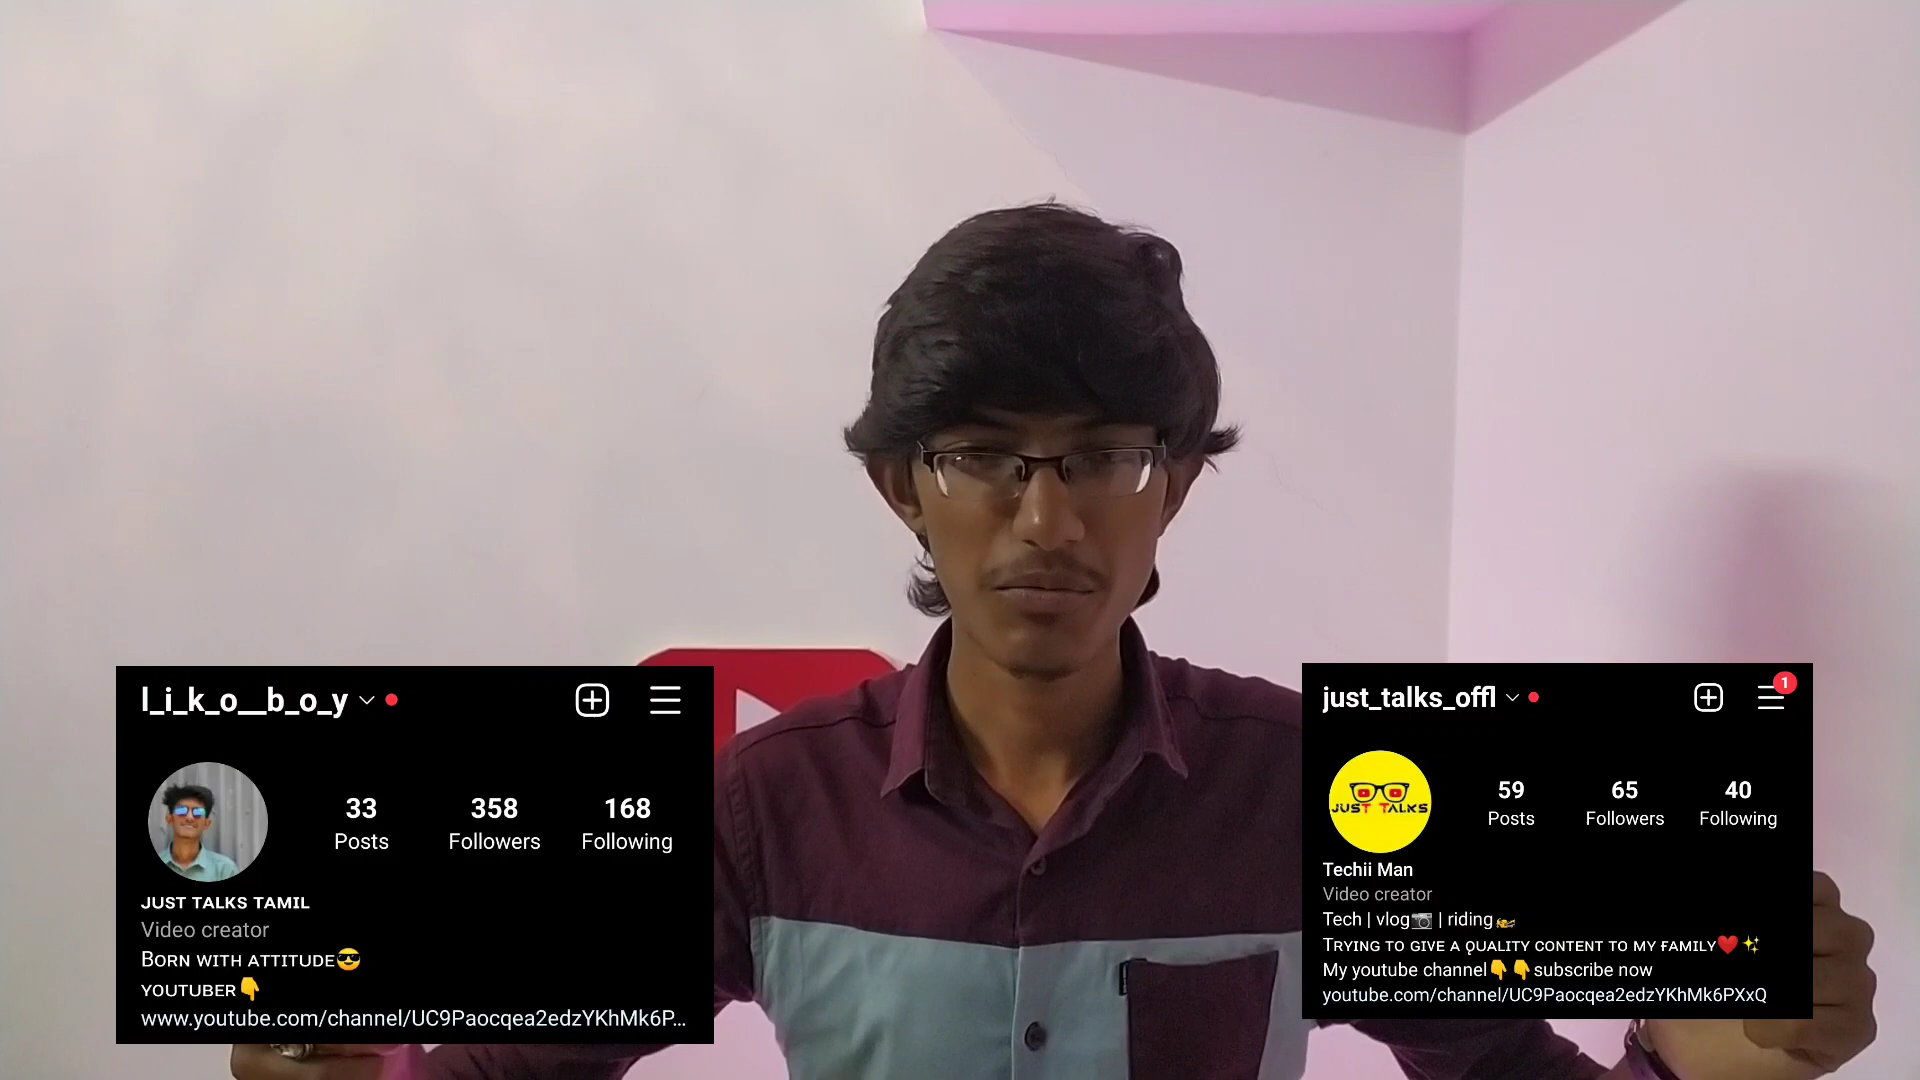 l_i_k_o__b_o_y
33 358 168
Posts Followers Following
JUST TALKS TAMIL
Video creator
Born with attitude😎
YOUTUBER👇
www.youtube.com/channel/UC9Paocqea2edzYKhMk6P...
just_talks_offl
1
JUST TALKS
59 65 40
Posts Followers Following
Techii Man
Video creator
Tech | vlog📷 | riding🏍️
Trying to give a quality content to my family❤️✨
My youtube channel👇👇subscribe now
youtube.com/channel/UC9Paocqea2edzYKhMk6PXxQ